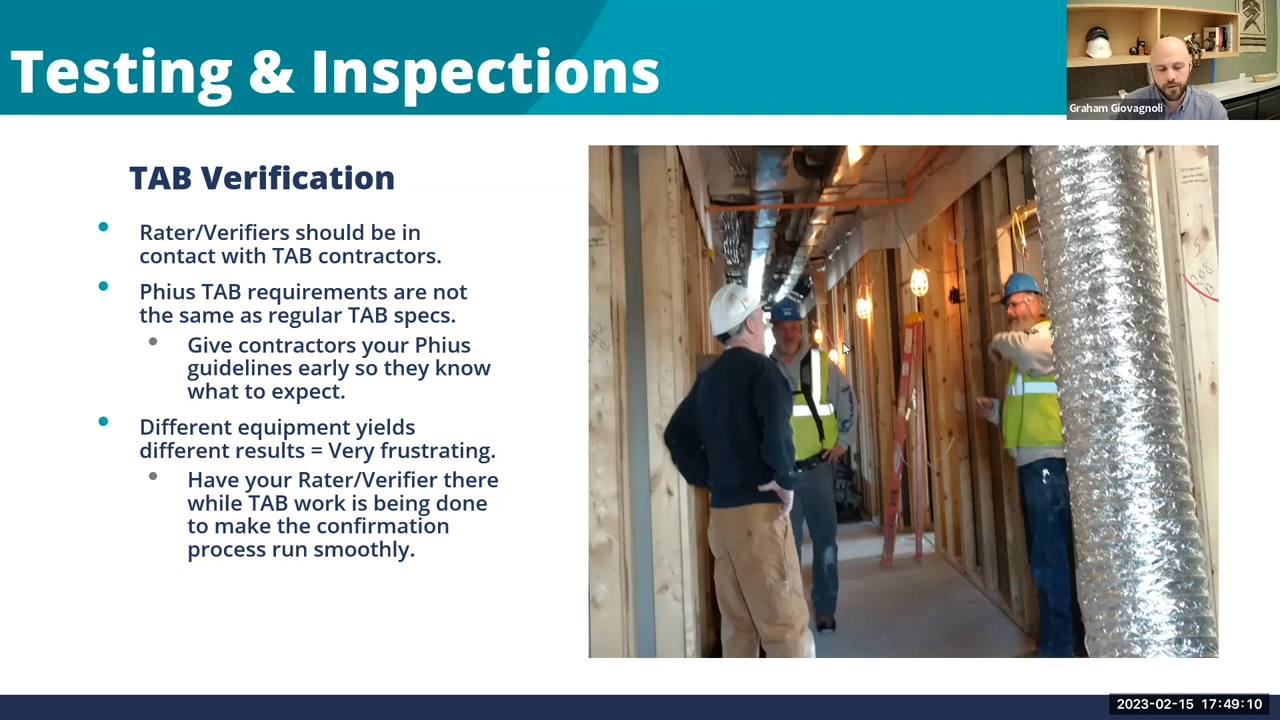 Testing & Inspections
Graham Giovagnoli
TAB Verification
Rater/Verifiers should be in
contact with TAB contractors.
Phius TAB requirements are not
the same as regular TAB specs.
Give contractors your Phius
guidelines early so they know
what to expect.
Different equipment yields
different results = Very frustrating.
Have your Rater/Verifier there
while TAB work is being done
to make the confirmation
process run smoothly.
2023-02-15 17:49:10